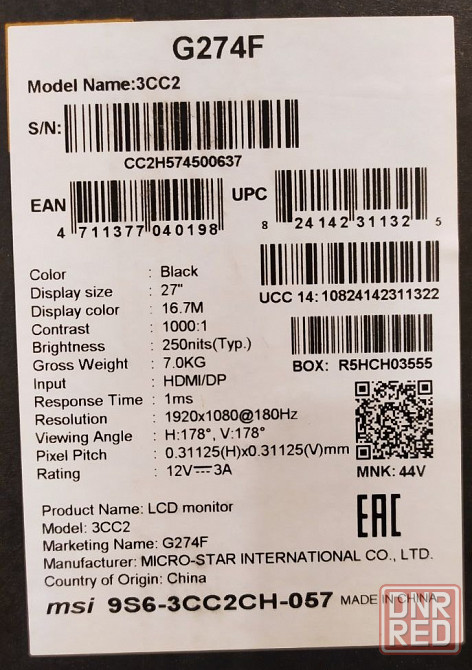 G274F
Model Name:3CC2
S/N:
CC2H574500637
EAN
4 711377 040198
UPC
8 24142 31132 5
UCC 14: 10824142311322
BOX: R5HCH03555
MNK: 44V
Color : Black
Display size : 27"
Display color : 16.7M
Contrast : 1000:1
Brightness : 250nits(Typ.)
Gross Weight : 7.0KG
Input : HDMI/DP
Response Time : 1ms
Resolution : 1920x1080@180Hz
Viewing Angle : H:178°, V:178°
Pixel Pitch : 0.31125(H)x0.31125(V)mm
Rating : 12V⎓3A
Product Name: LCD monitor
Model: 3CC2
Marketing Name: G274F
Manufacturer: MICRO-STAR INTERNATIONAL CO., LTD.
Country of Origin: China
EAC
msi 9S6-3CC2CH-057 MADE IN CHINA
DNR
RED